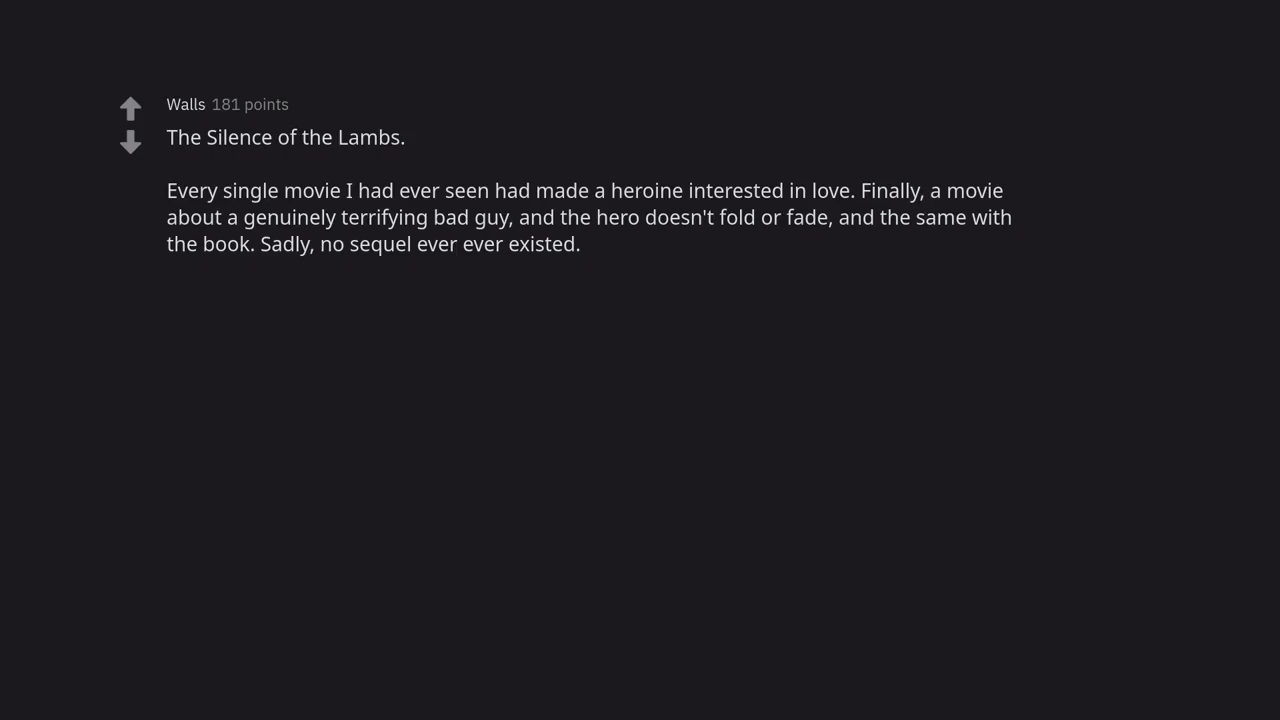 Walls 181 points
The Silence of the Lambs.
Every single movie I had ever seen had made a heroine interested in love. Finally, a movie
about a genuinely terrifying bad guy, and the hero doesn't fold or fade, and the same with
the book. Sadly, no sequel ever ever existed.